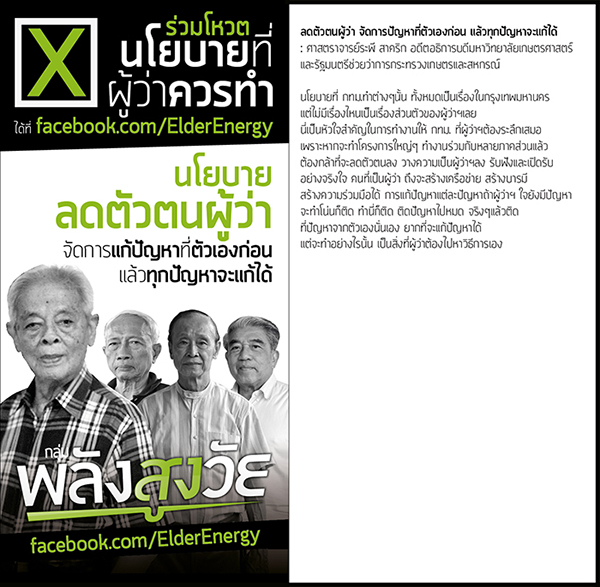 X
ร่วมโหวต
นโยบายที่
ผู้ว่าควรทำ
ได้ที่ facebook.com/ElderEnergy
นโยบาย
ลดตัวตนผู้ว่า
จัดการแก้ปัญหาที่ตัวเองก่อน
แล้วทุกปัญหาจะแก้ได้
กลุ่ม
พลังสูงวัย
facebook.com/ElderEnergy
ลดตัวตนผู้ว่า จัดการปัญหาที่ตัวเองก่อน แล้วทุกปัญหาจะแก้ได้
: ศาสตราจารย์ระพี สาคริก อดีตอธิการบดีมหาวิทยาลัยเกษตรศาสตร์
และรัฐมนตรีช่วยว่าการกระทรวงเกษตรและสหกรณ์
นโยบายที่ กทม.ทำต่างๆนั้น ทั้งหมดเป็นเรื่องในกรุงเทพมหานคร
แต่ไม่มีเรื่องไหนเป็นเรื่องส่วนตัวของผู้ว่าฯเลย
นี่เป็นหัวใจสำคัญในการทำงานให้ กทม. ที่ผู้ว่าฯต้องระลึกเสมอ
เพราะหากจะทำโครงการใหญ่ๆ ทำงานร่วมกับหลายภาคส่วนแล้ว
ต้องกล้าที่จะลดตัวตนลง วางความเป็นผู้ว่าฯลง รับฟังและเปิดรับ
อย่างจริงใจ คนที่เป็นผู้ว่า ถึงจะสร้างเครือข่าย สร้างบารมี
สร้างความร่วมมือได้ การแก้ปัญหาแต่ละปัญหาถ้าผู้ว่าฯ ใจยังมีปัญหา
จะทำโน่นก็ติด ทำนี่ก็ติด ติดปัญหาไปหมด จริงๆแล้วติด
ที่ปัญหาจากตัวเองนั่นเอง ยากที่จะแก้ปัญหาได้
แต่จะทำอย่างไรนั้น เป็นสิ่งที่ผู้ว่าต้องไปหาวิธีการเอง